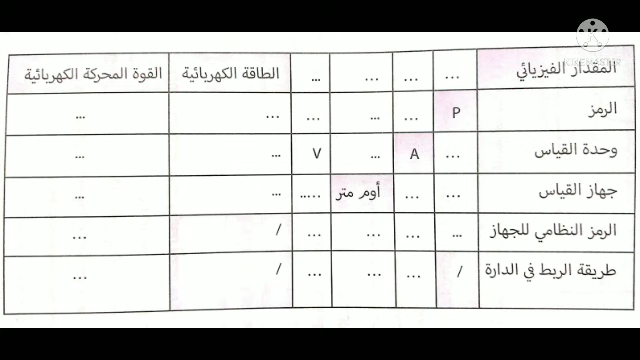 المقدار الفيزيائي ... ... ... ... الطاقة الكهربائية القوة المحركة الكهربائية
الرمز P ... ... ... ... ...
وحدة القياس ... A ... V ... ...
جهاز القياس ... ... أوم متر ..... ... ...
الرمز النظامي للجهاز ... ... ... ... / ...
طريقة الربط في الدارة / ... ... ... / ...
KINEMASTER